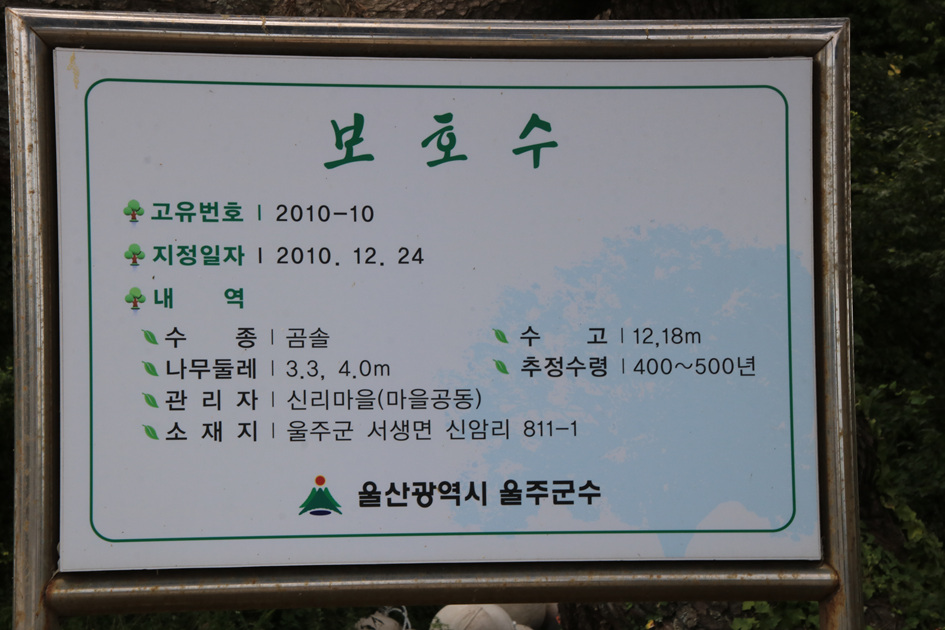 보호수
고유번호 | 2010-10
지정일자 | 2010. 12. 24
내 역
수 종 | 곰솔 수 고 | 12,18m
나무둘레 | 3.3, 4.0m 추정수령 | 400~500년
관 리 자 | 신리마을(마을공동)
소 재 지 | 울주군 서생면 신암리 811-1
울산광역시 울주군수